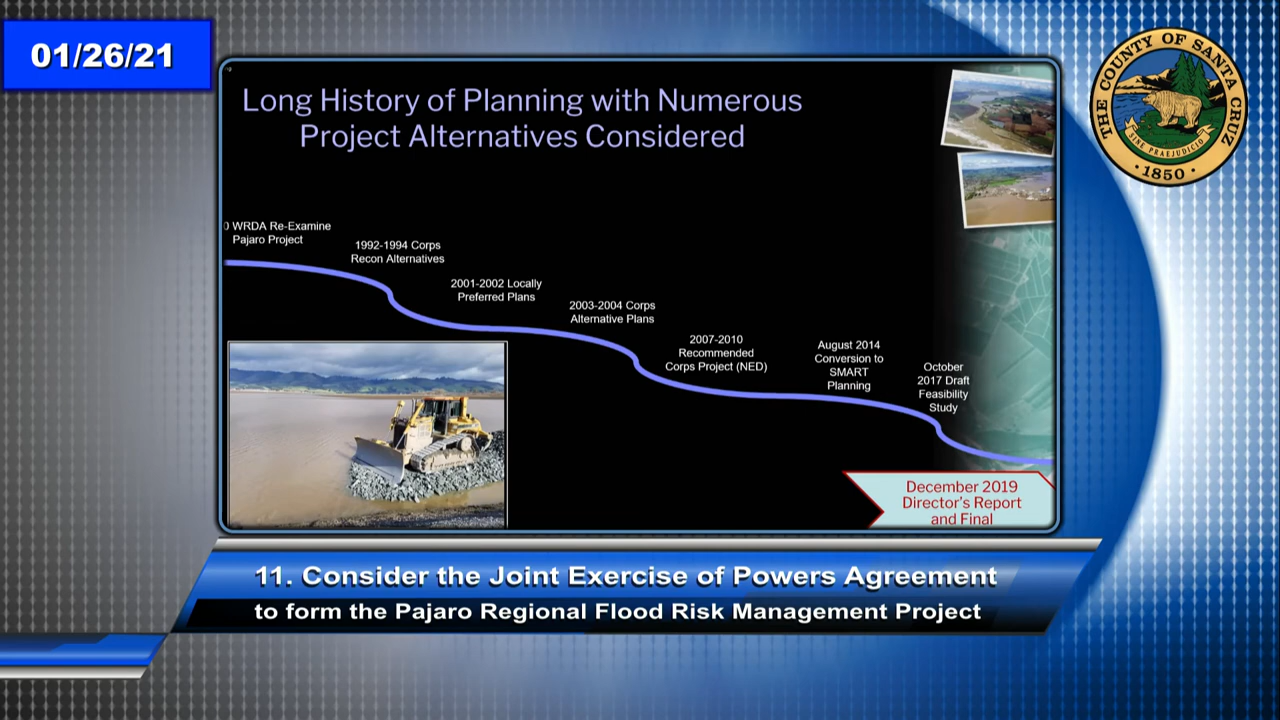 01/26/21
THE COUNTY OF SANTA CRUZ
SINE PRAEJUDICIO
• 1850 •
Long History of Planning with Numerous
Project Alternatives Considered
0 WRDA Re-Examine
Pajaro Project
1992-1994 Corps
Recon Alternatives
2001-2002 Locally
Preferred Plans
2003-2004 Corps
Alternative Plans
2007-2010
Recommended
Corps Project (NED)
August 2014
Conversion to
SMART
Planning
October
2017 Draft
Feasibility
Study
December 2019
Director's Report
and Final
11. Consider the Joint Exercise of Powers Agreement
to form the Pajaro Regional Flood Risk Management Project